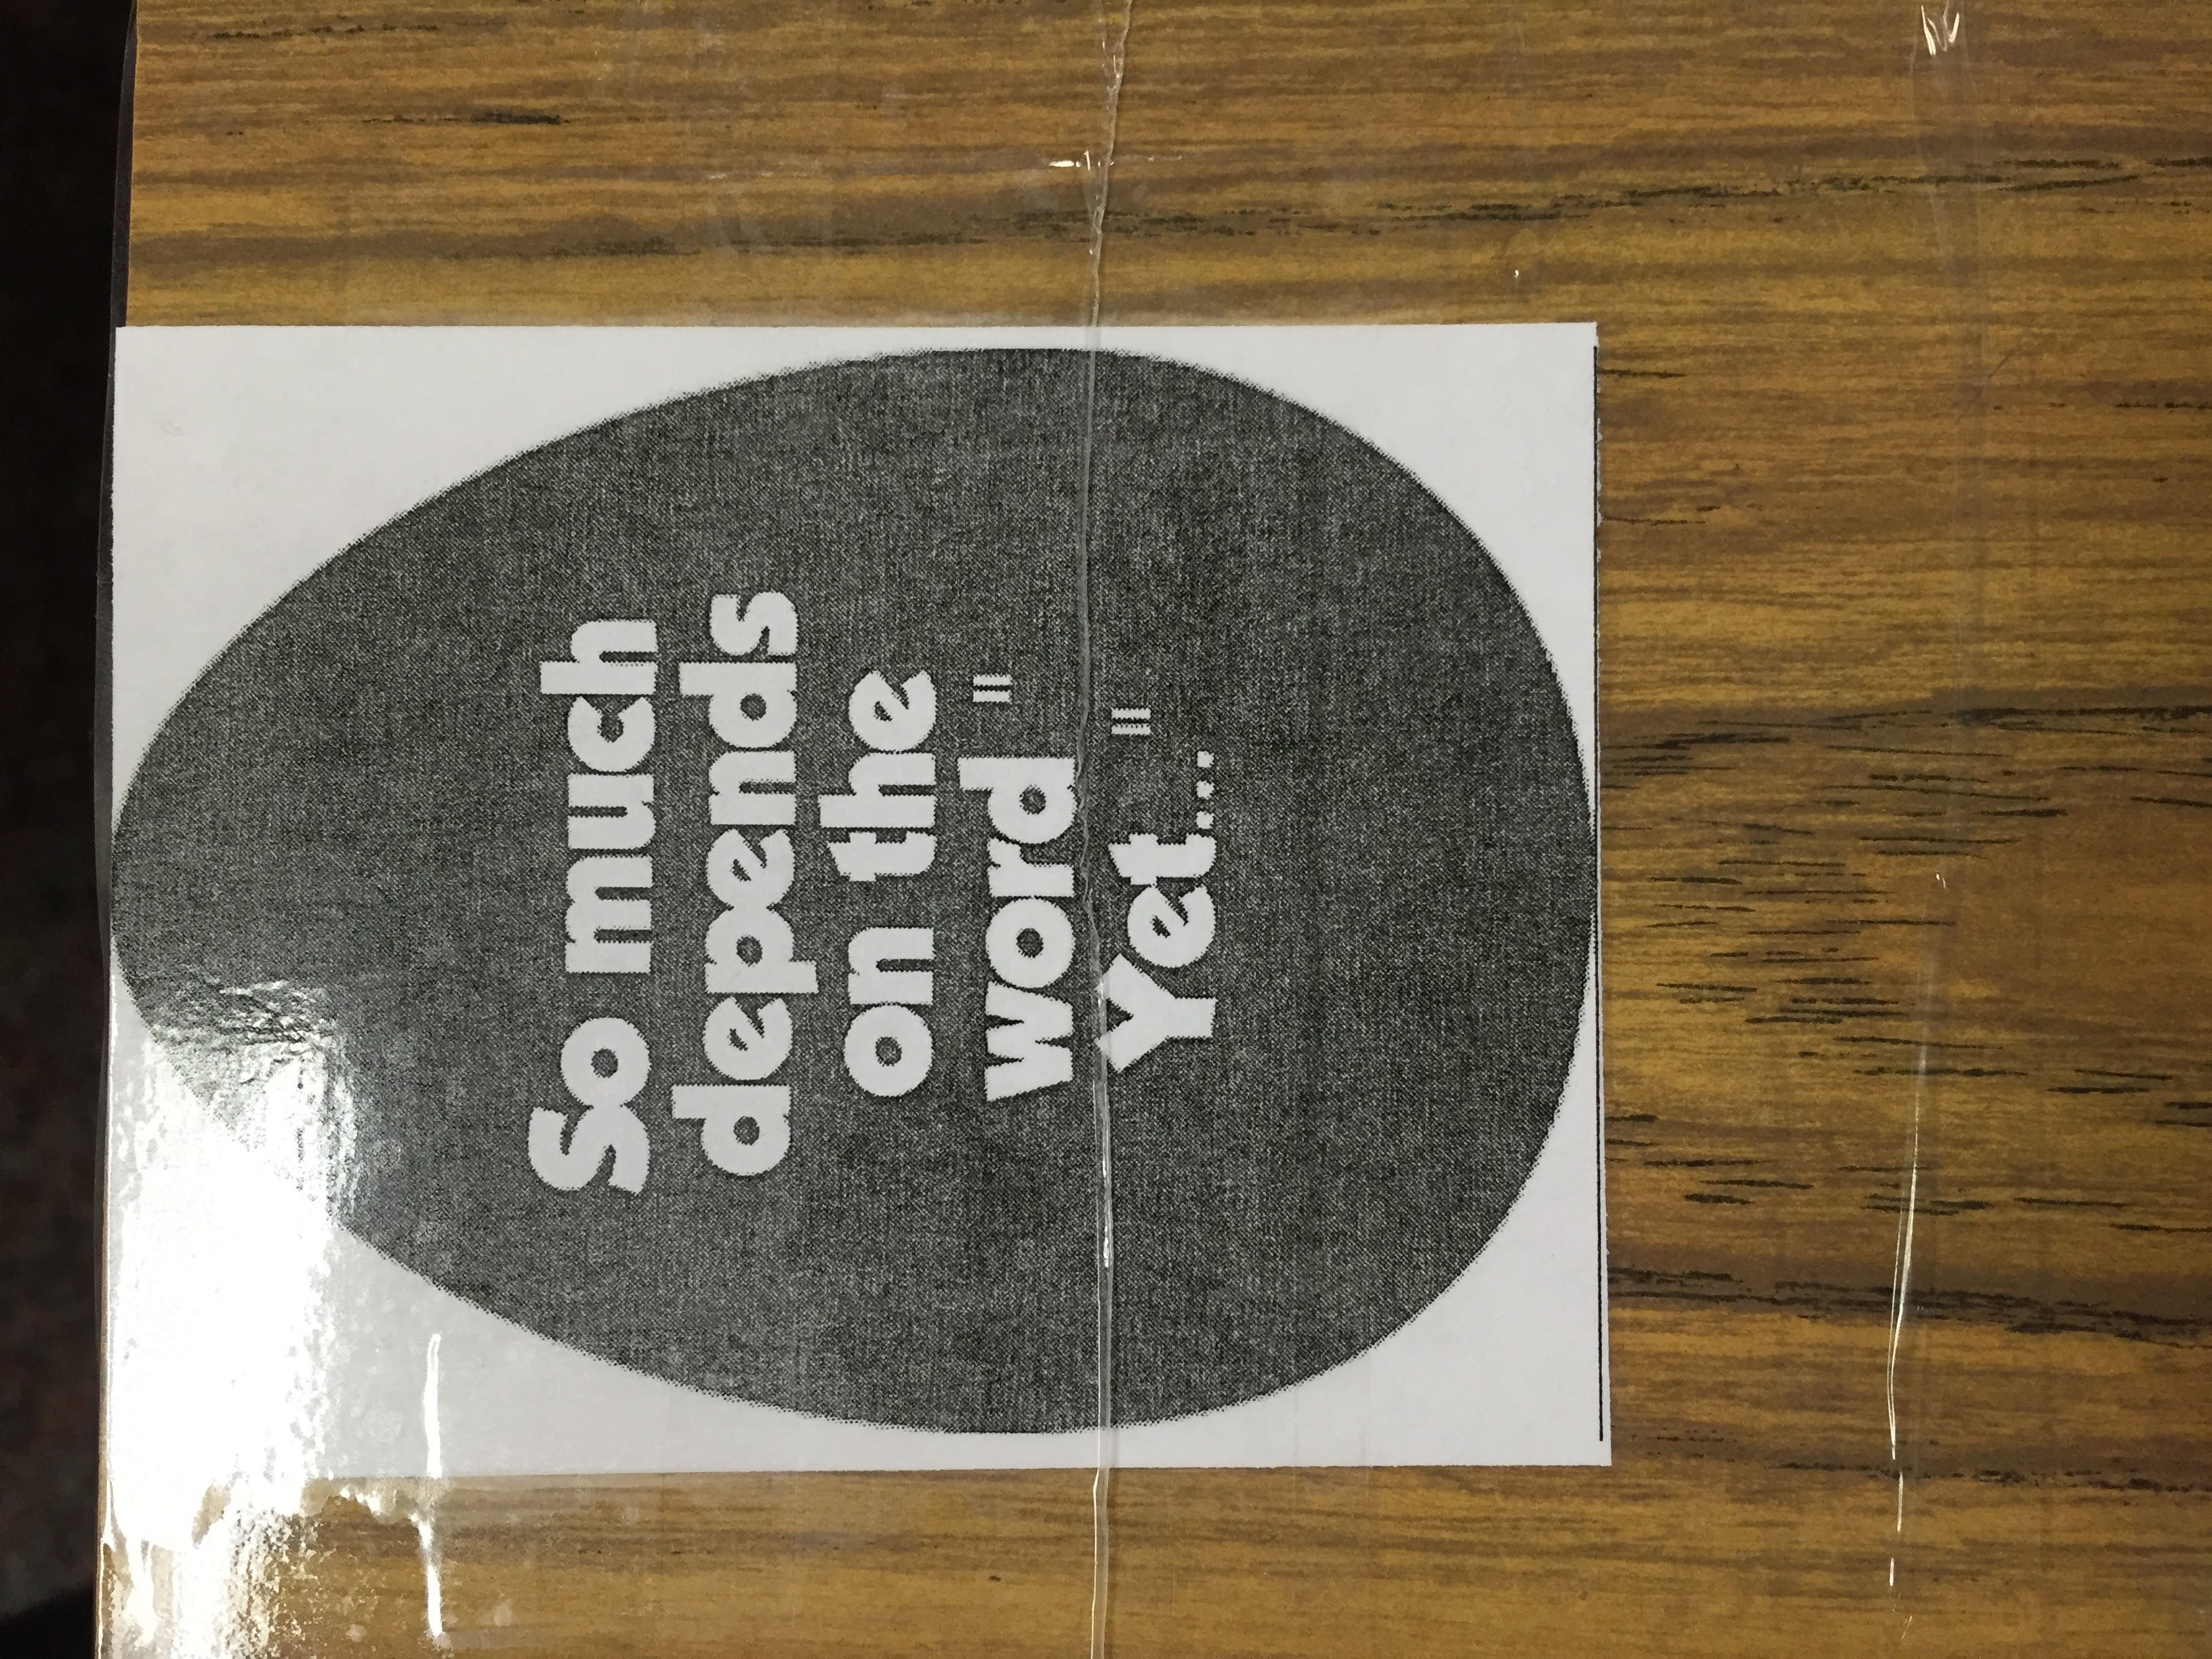 So much
depends
on the
word "
Yet..."